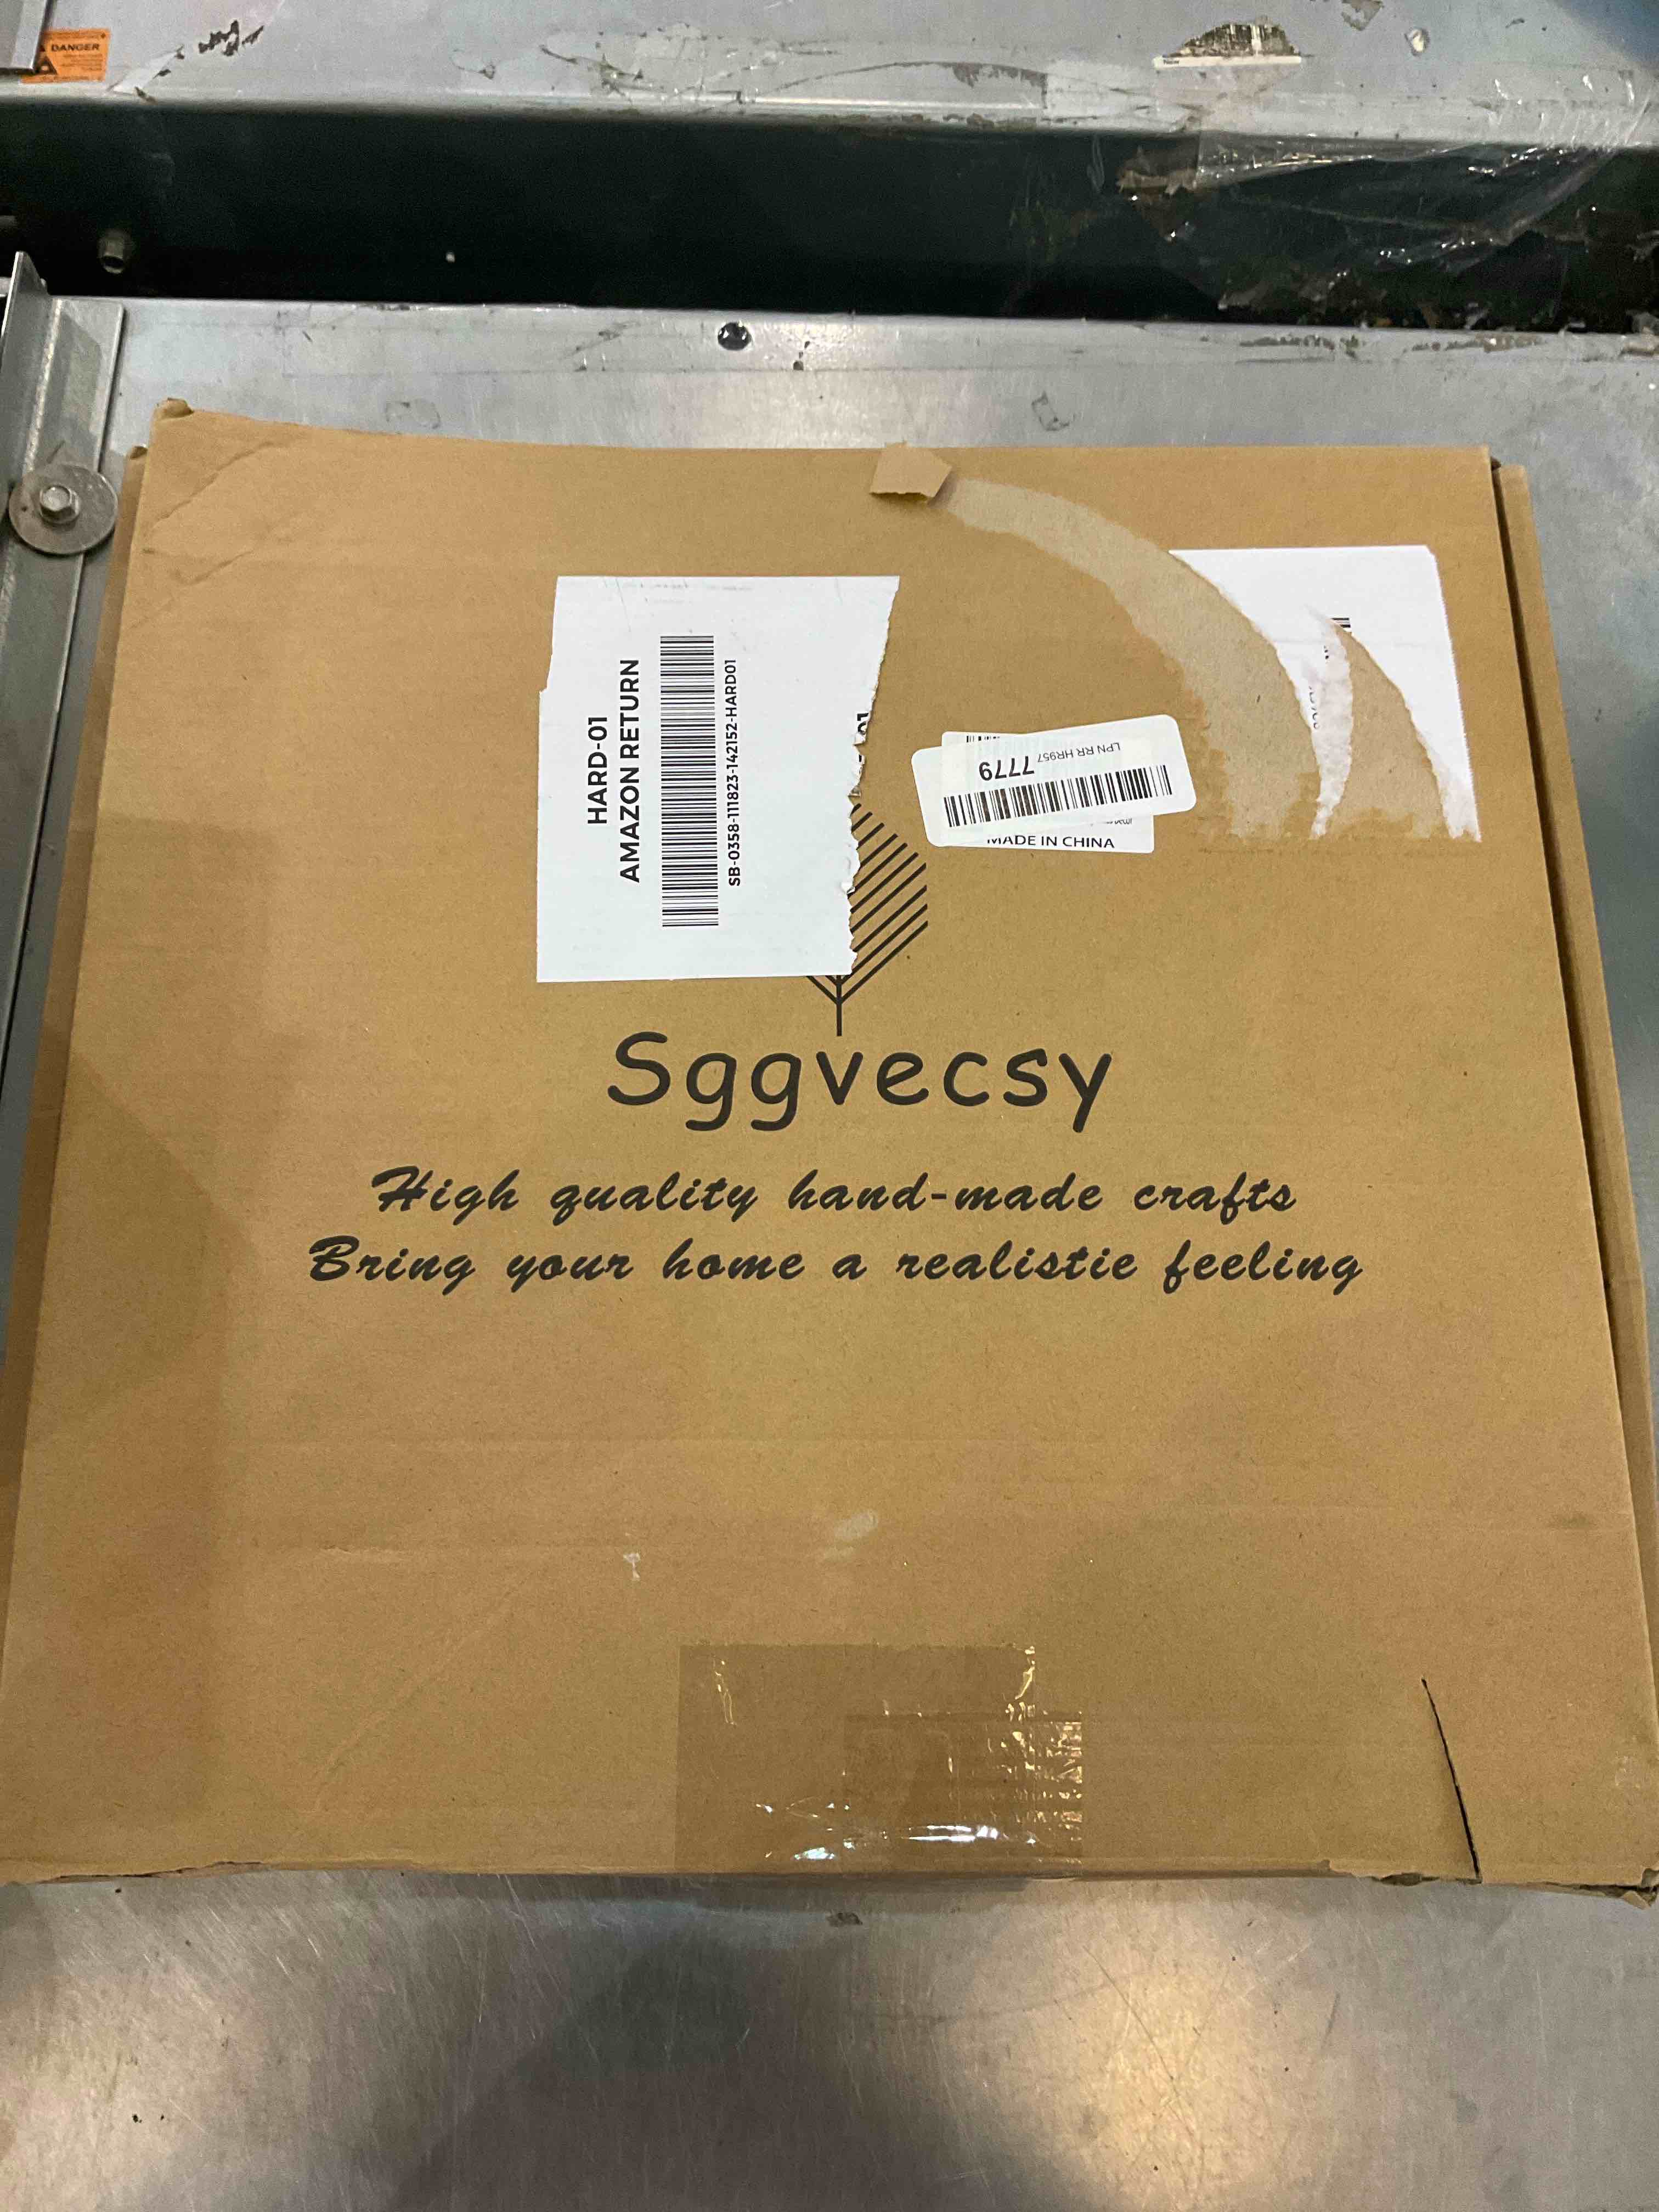 DANGER
HARD-01
AMAZON RETURN
SB-0358-111823-142152-HARD01
01
LPN RR HR957
7779
MADE IN CHINA
Sggvecsy
High quality hand-made crafts
Bring your home a realistie feeling